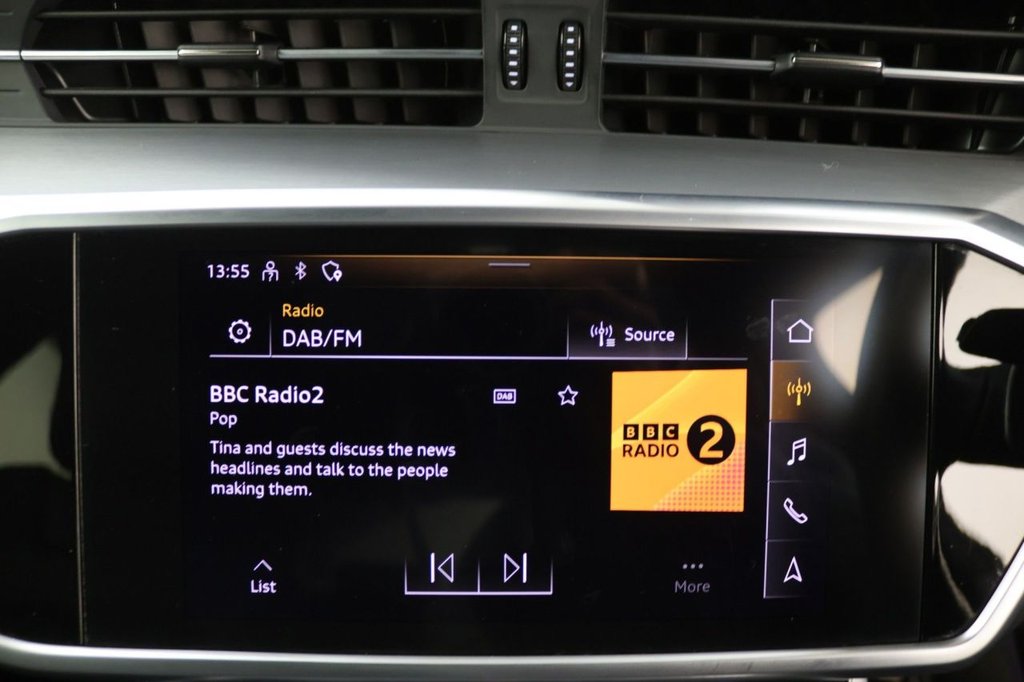 13:55
Radio
DAB/FM
Source
BBC Radio2
DAB
Pop
Tina and guests discuss the news
headlines and talk to the people
making them.
BBC
RADIO 2
List
More